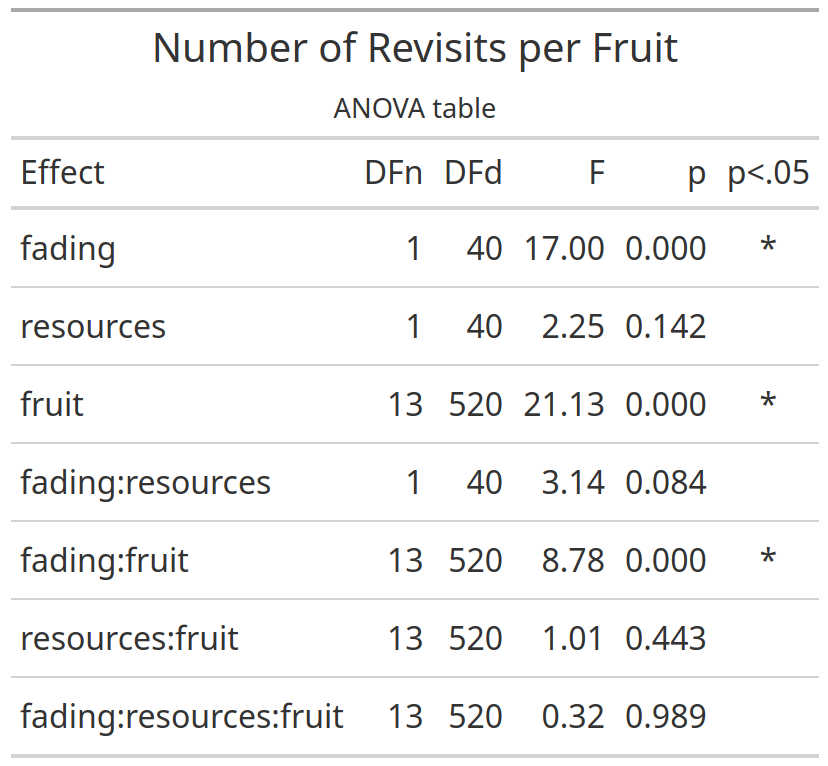 Number of Revisits per Fruit
ANOVA table
Effect DFn DFd F p p<.05
fading 1 40 17.00 0.000 *
resources 1 40 2.25 0.142
fruit 13 520 21.13 0.000 *
fading:resources 1 40 3.14 0.084
fading:fruit 13 520 8.78 0.000 *
resources:fruit 13 520 1.01 0.443
fading:resources:fruit 13 520 0.32 0.989